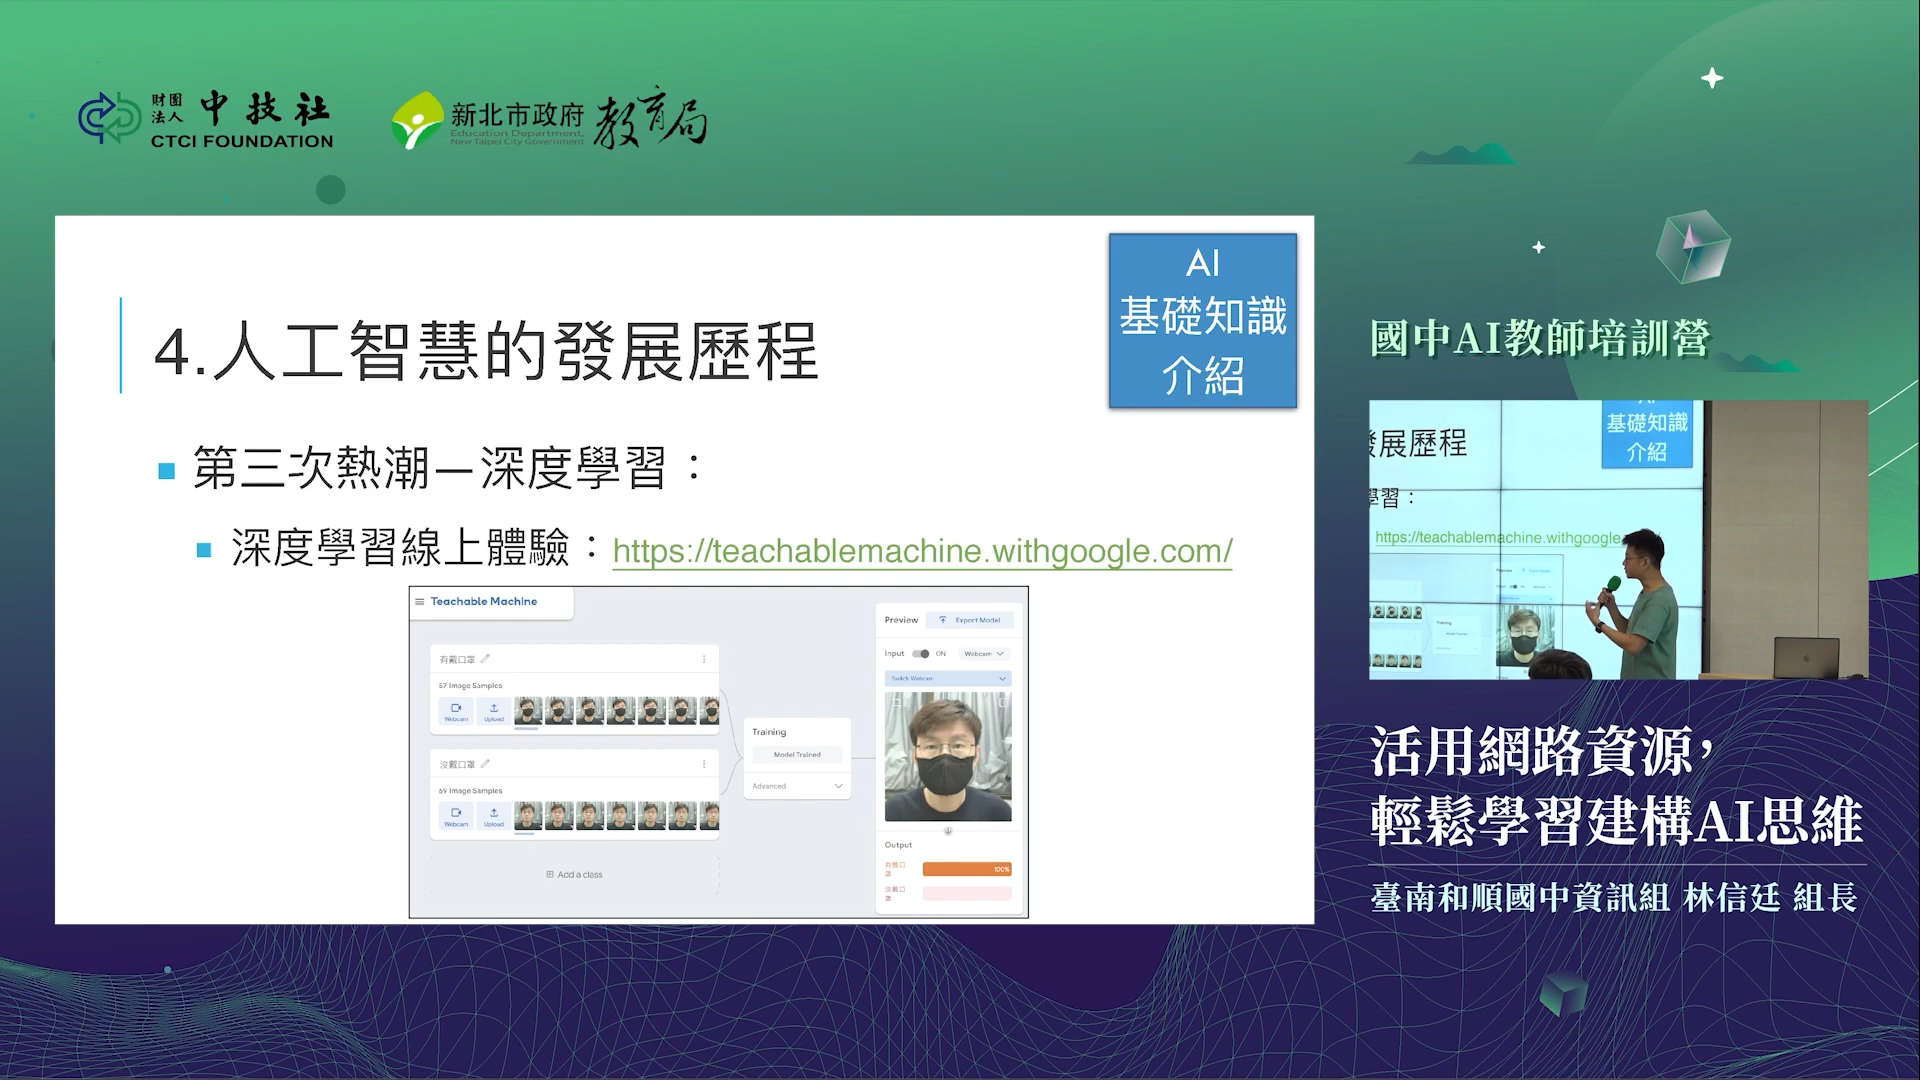 財團法人 中技社
CTCI FOUNDATION
新北市政府 教育局
Education Department,
New Taipei City Government
AI
基礎知識
介紹
4.人工智慧的發展歷程
第三次熱潮—深度學習：
深度學習線上體驗：https://teachablemachine.withgoogle.com/
Teachable Machine
有戴口罩
57 Image Samples
Webcam
Upload
沒戴口罩
69 Image Samples
Webcam
Upload
Add a class
Training
Model Trained
Advanced
Preview
Export Model
Input
ON
Webcam
Switch Webcam
Output
有戴口罩
100%
沒戴口罩
國中AI教師培訓營
發展歷程
AI
基礎知識
介紹
學習：
https://teachablemachine.withgoogle
活用網路資源，
輕鬆學習建構AI思維
臺南和順國中資訊組 林信廷 組長